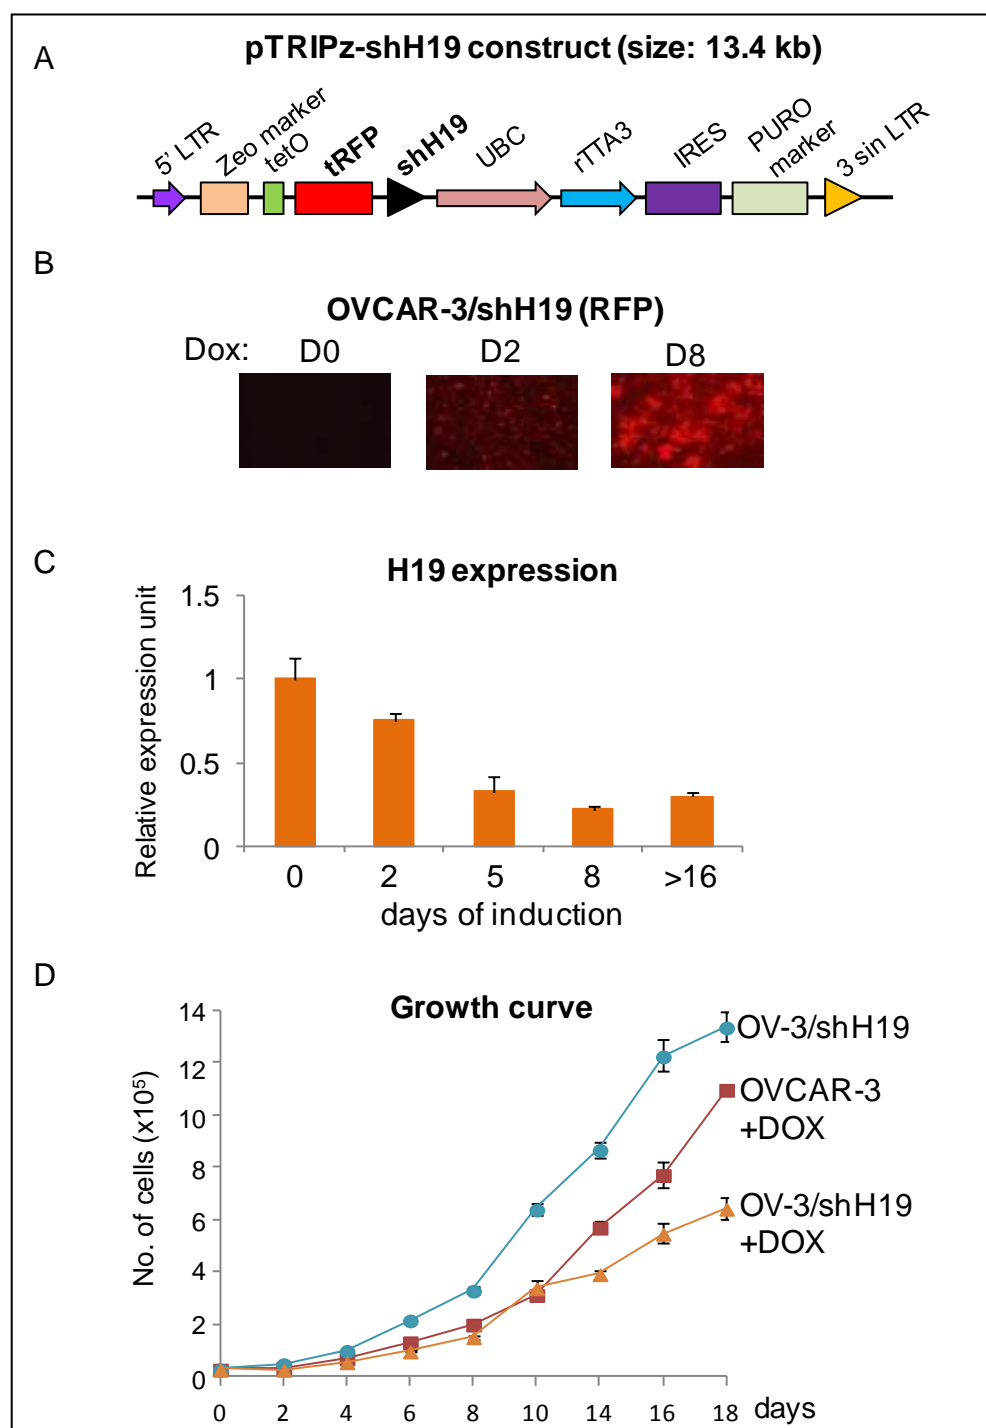 A
pTRIPz-shH19 construct (size: 13.4 kb)
5' LTR
Zeo marker
tetO
tRFP
shH19
UBC
rTTA3
IRES
PURO
marker
3 sin LTR
B
OVCAR-3/shH19 (RFP)
Dox: D0 D2 D8
C
H19 expression
Relative expression unit
1.5
1
0.5
0
0 2 5 8 >16
days of induction
D
Growth curve
No. of cells (x10⁵)
14
12
10
8
6
4
2
0
0 2 4 6 8 10 14 16 18 days
OV-3/shH19
OVCAR-3
+DOX
OV-3/shH19
+DOX